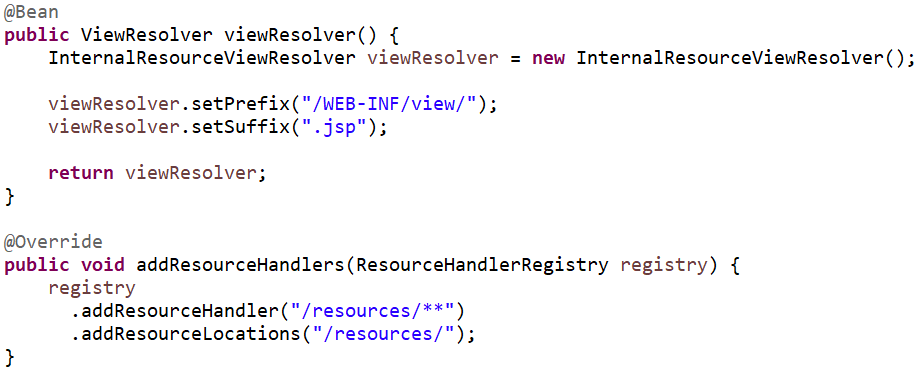 @Bean
public ViewResolver viewResolver() {
    InternalResourceViewResolver viewResolver = new InternalResourceViewResolver();

    viewResolver.setPrefix("/WEB-INF/view/");
    viewResolver.setSuffix(".jsp");

    return viewResolver;
}

@Override
public void addResourceHandlers(ResourceHandlerRegistry registry) {
    registry
      .addResourceHandler("/resources/**")
      .addResourceLocations("/resources/");
}